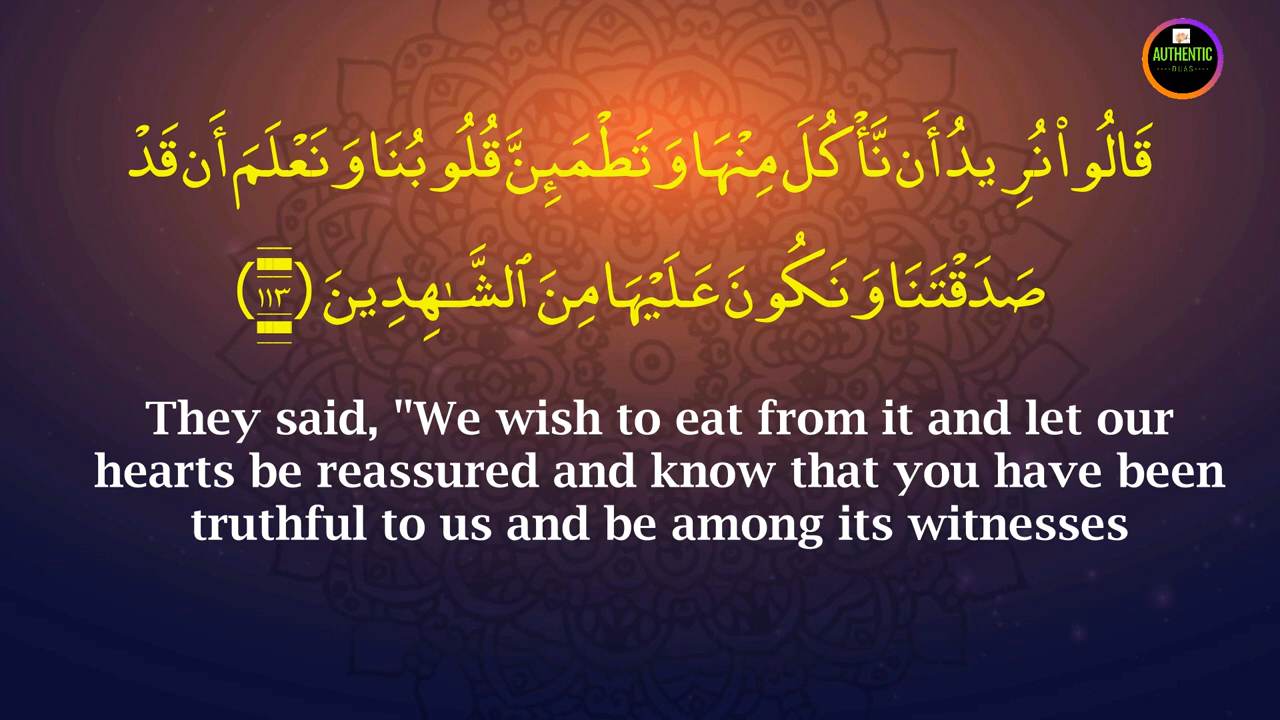 AUTHENTIC
DUAS
قَالُوا۟ نُرِيدُ أَن نَّأْكُلَ مِنْهَا وَتَطْمَئِنَّ قُلُوبُنَا وَنَعْلَمَ أَن قَدْ
صَدَقْتَنَا وَنَكُونَ عَلَيْهَا مِنَ ٱلشَّـٰهِدِينَ (١١٣)
They said, "We wish to eat from it and let our
hearts be reassured and know that you have been
truthful to us and be among its witnesses